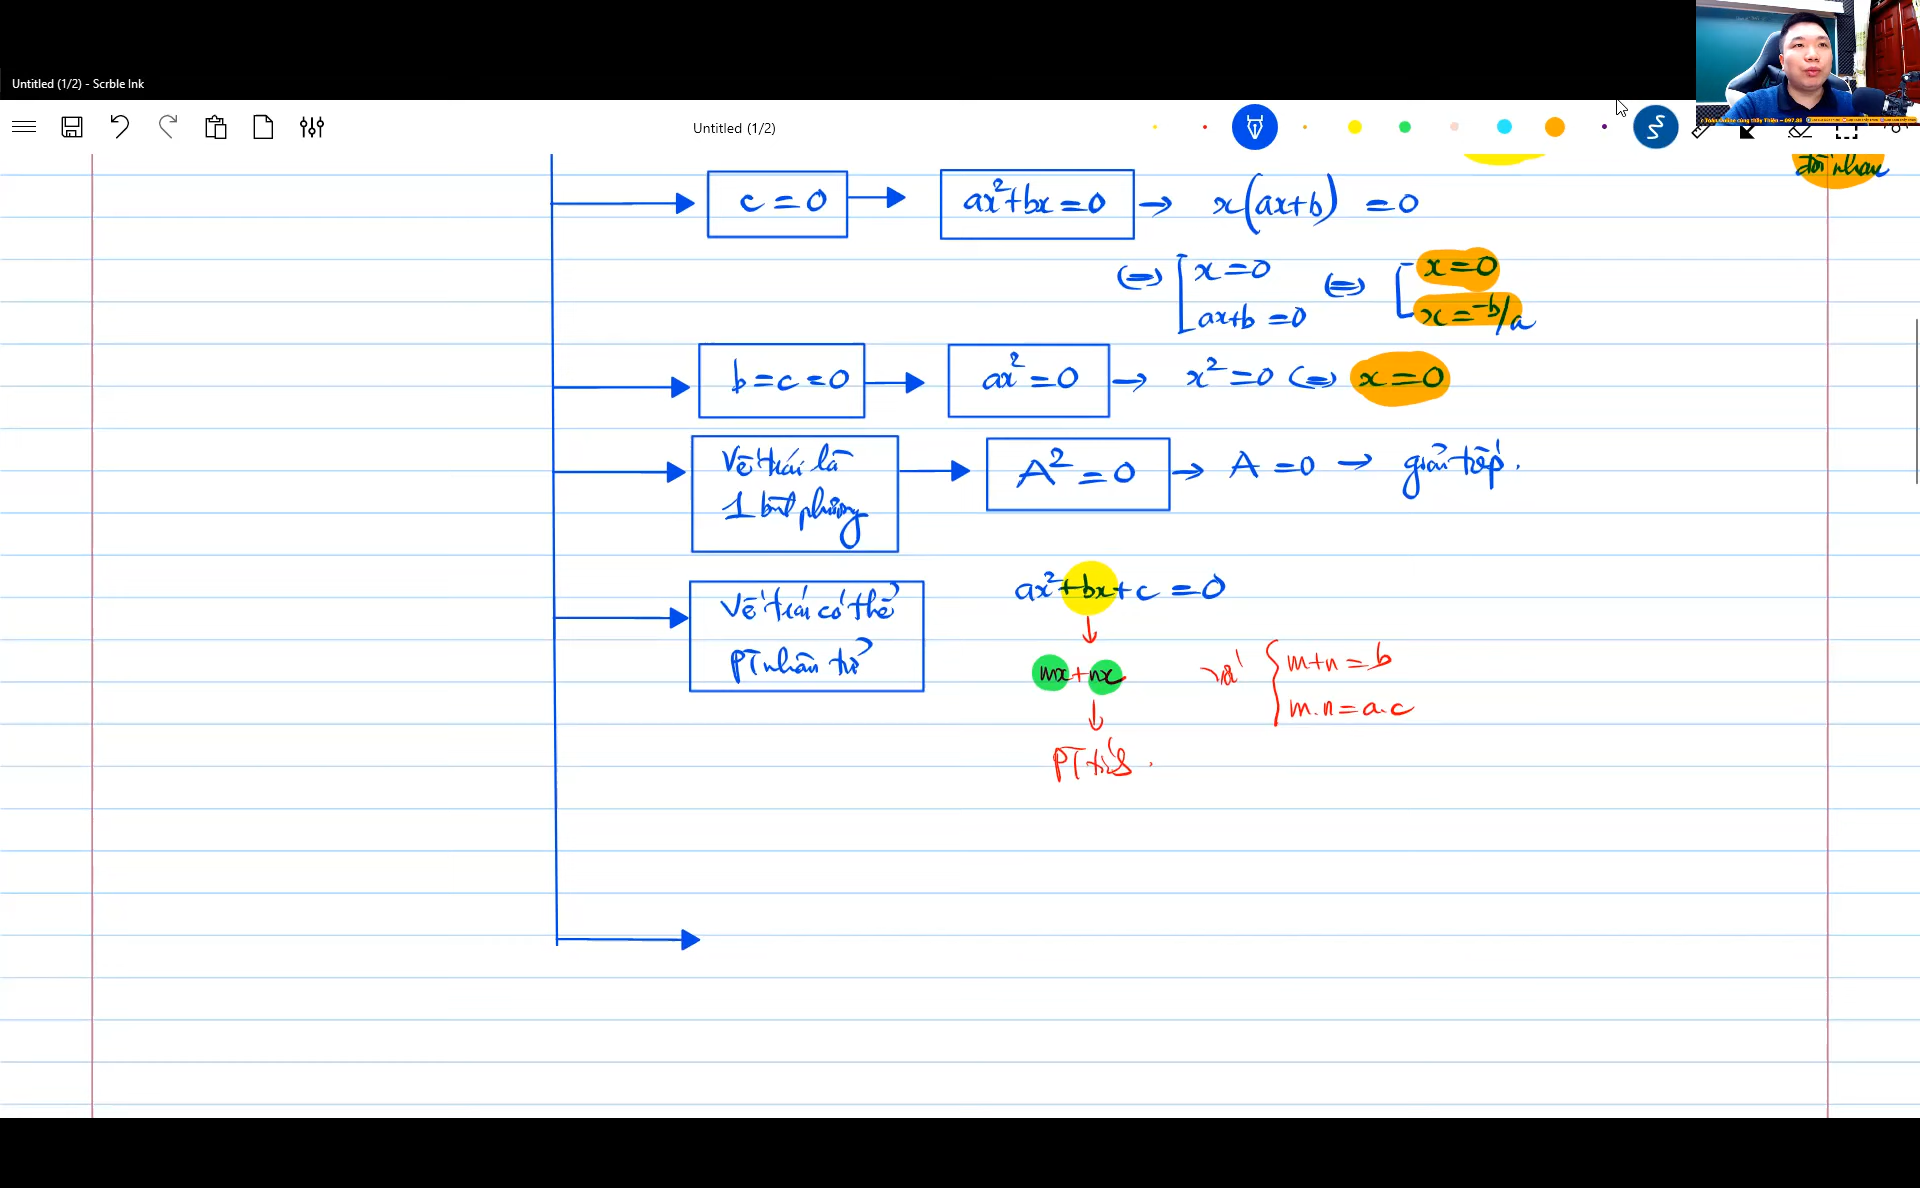 Untitled (1/2) - Scrble Ink
Untitled (1/2)
đối nhau
c = 0
ax²+bx = 0 → x(ax+b) = 0
⇔ [ x = 0 ⇔ [ x = 0
ax+b = 0 x = -b/a
b = c = 0
ax² = 0 → x² = 0 ⇔ x = 0
Vế trái là
1 bình phương
A² = 0 → A = 0 → giải tiếp.
Vế trái có thể
PT nhân tử
ax²+bx+c = 0
↓
mx+nx với { m+n = b
m.n = a.c
↓
PT tiếp.